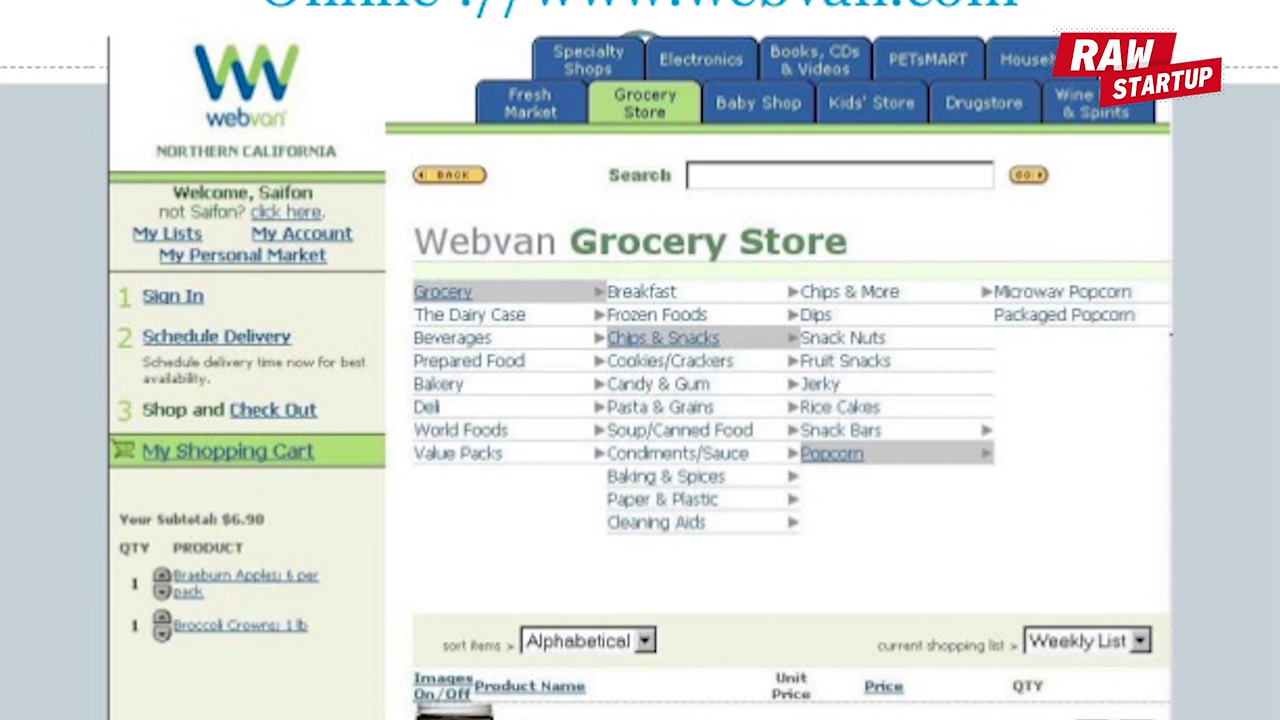 Online ://www.webvan.com
RAW
STARTUP
webvan
NORTHERN CALIFORNIA
Welcome, Saifon
not Saifon? click here.
My Lists My Account
My Personal Market
1 Sign In
2 Schedule Delivery
Schedule delivery time now for best
availability.
3 Shop and Check Out
My Shopping Cart
Your Subtotal: $6.98
QTY PRODUCT
1 Braeburn Apples: 6 per
pack
1 Broccoli Crowns: 1 lb
Specialty
Shops
Electronics
Books, CDs
& Videos
PETsMART
Fresh
Market
Grocery
Store
Baby Shop
Kids' Store
Drugstore
Wine
& Spirits
BACK
Search
GO
Webvan Grocery Store
Grocery Breakfast Chips & More Microwav Popcorn
The Dairy Case Frozen Foods Dips Packaged Popcorn
Beverages Chips & Snacks Snack Nuts
Prepared Food Cookies/Crackers Fruit Snacks
Bakery Candy & Gum Jerky
Deli Pasta & Grains Rice Cakes
World Foods Soup/Canned Food Snack Bars
Value Packs Condiments/Sauce Popcorn
Baking & Spices
Paper & Plastic
Cleaning Aids
sort items > Alphabetical
current shopping list > Weekly List
Images
On/Off
Product Name
Unit
Price
Price
QTY